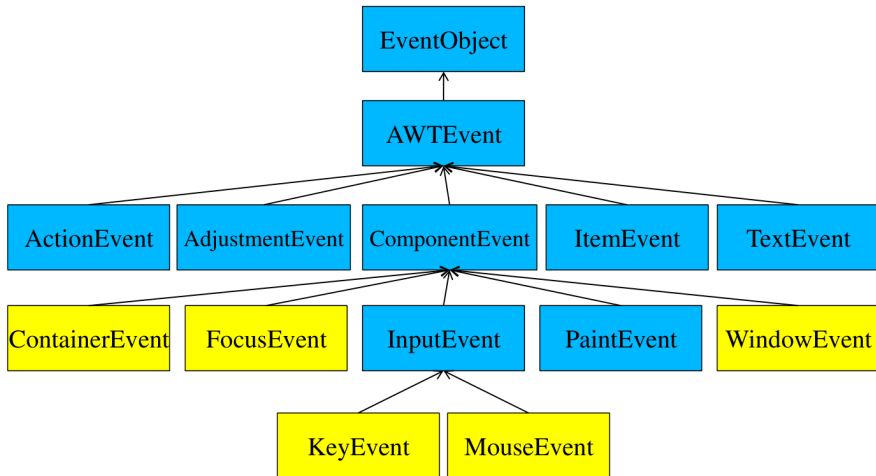 EventObject
AWTEvent
ActionEvent
AdjustmentEvent
ComponentEvent
ItemEvent
TextEvent
ContainerEvent
FocusEvent
InputEvent
PaintEvent
WindowEvent
KeyEvent
MouseEvent